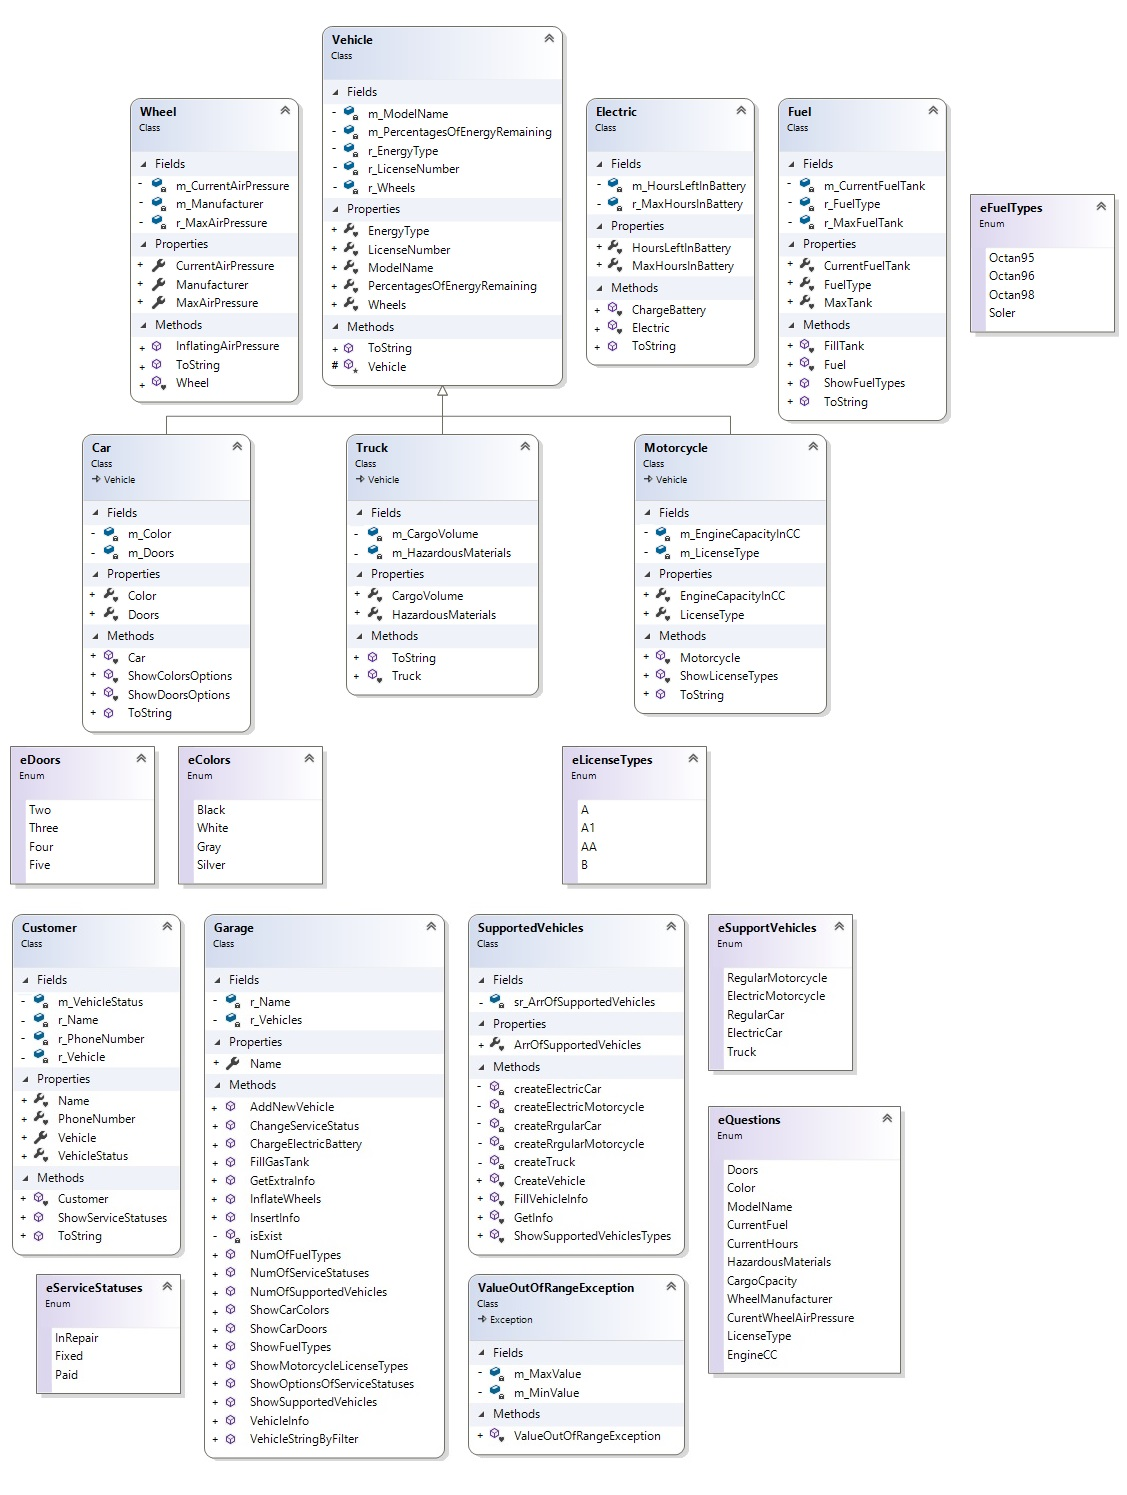 Vehicle
Class
Fields
- m_ModelName
- m_PercentagesOfEnergyRemaining
- r_EnergyType
- r_LicenseNumber
- r_Wheels
Properties
+ EnergyType
+ LicenseNumber
+ ModelName
+ PercentagesOfEnergyRemaining
+ Wheels
Methods
+ ToString
# Vehicle
Wheel
Class
Fields
- m_CurrentAirPressure
- m_Manufacturer
- r_MaxAirPressure
Properties
+ CurrentAirPressure
+ Manufacturer
+ MaxAirPressure
Methods
+ InflatingAirPressure
+ ToString
+ Wheel
Electric
Class
Fields
- m_HoursLeftInBattery
- r_MaxHoursInBattery
Properties
+ HoursLeftInBattery
+ MaxHoursInBattery
Methods
+ ChargeBattery
+ Electric
+ ToString
Fuel
Class
Fields
- m_CurrentFuelTank
- r_FuelType
- r_MaxFuelTank
Properties
+ CurrentFuelTank
+ FuelType
+ MaxTank
Methods
+ FillTank
+ Fuel
+ ShowFuelTypes
+ ToString
eFuelTypes
Enum
Octan95
Octan96
Octan98
Soler
Car
Class
Vehicle
Fields
- m_Color
- m_Doors
Properties
+ Color
+ Doors
Methods
+ Car
+ ShowColorsOptions
+ ShowDoorsOptions
+ ToString
Truck
Class
Vehicle
Fields
- m_CargoVolume
- m_HazardousMaterials
Properties
+ CargoVolume
+ HazardousMaterials
Methods
+ ToString
+ Truck
Motorcycle
Class
Vehicle
Fields
- m_EngineCapacityInCC
- m_LicenseType
Properties
+ EngineCapacityInCC
+ LicenseType
Methods
+ Motorcycle
+ ShowLicenseTypes
+ ToString
eDoors
Enum
Two
Three
Four
Five
eColors
Enum
Black
White
Gray
Silver
eLicenseTypes
Enum
A
A1
AA
B
Customer
Class
Fields
- m_VehicleStatus
- r_Name
- r_PhoneNumber
- r_Vehicle
Properties
+ Name
+ PhoneNumber
+ Vehicle
+ VehicleStatus
Methods
+ Customer
+ ShowServiceStatuses
+ ToString
Garage
Class
Fields
- r_Name
- r_Vehicles
Properties
+ Name
Methods
+ AddNewVehicle
+ ChangeServiceStatus
+ ChargeElectricBattery
+ FillGasTank
+ GetExtraInfo
+ InflateWheels
+ InsertInfo
- isExist
+ NumOfFuelTypes
+ NumOfServiceStatuses
+ NumOfSupportedVehicles
+ ShowCarColors
+ ShowCarDoors
+ ShowFuelTypes
+ ShowMotorcycleLicenseTypes
+ ShowOptionsOfServiceStatuses
+ ShowSupportedVehicles
+ VehicleInfo
+ VehicleStringByFilter
SupportedVehicles
Class
Fields
- sr_ArrOfSupportedVehicles
Properties
+ ArrOfSupportedVehicles
Methods
- createElectricCar
- createElectricMotorcycle
- createRrgularCar
- createRrgularMotorcycle
- createTruck
+ CreateVehicle
+ FillVehicleInfo
+ GetInfo
+ ShowSupportedVehiclesTypes
eSupportVehicles
Enum
RegularMotorcycle
ElectricMotorcycle
RegularCar
ElectricCar
Truck
eQuestions
Enum
Doors
Color
ModelName
CurrentFuel
CurrentHours
HazardousMaterials
CargoCpacity
WheelManufacturer
CurentWheelAirPressure
LicenseType
EngineCC
eServiceStatuses
Enum
InRepair
Fixed
Paid
ValueOutOfRangeException
Class
Exception
Fields
- m_MaxValue
- m_MinValue
Methods
+ ValueOutOfRangeException